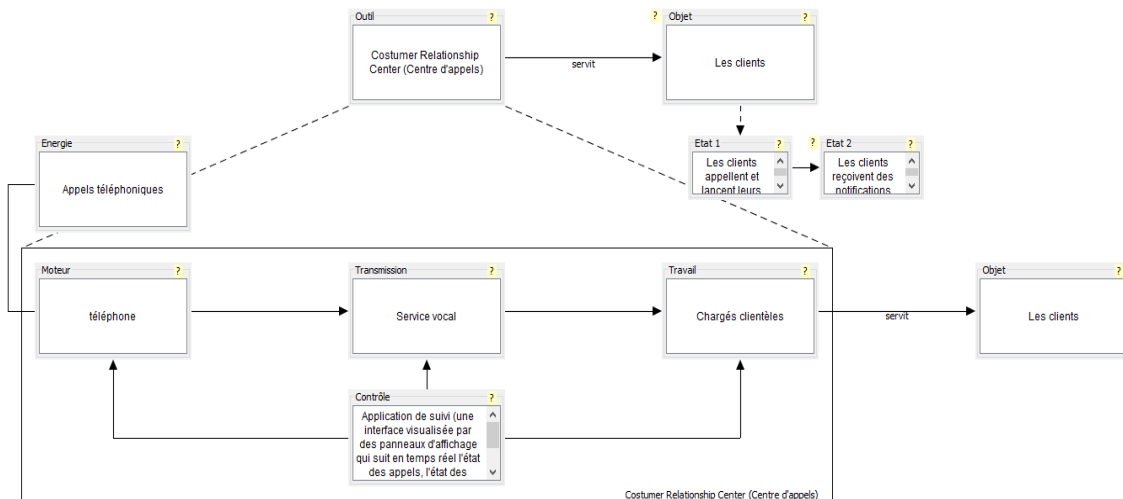 Outil ?
Costumer Relationship
Center (Centre d'appels)
servit
? Objet ?
Les clients
Energie ?
Appels téléphoniques
Etat 1 ?
Les clients
appellent et
lancent leurs
? Etat 2 ?
Les clients
reçoivent des
notifications
Moteur ?
téléphone
Transmission ?
Service vocal
Travail ?
Chargés clientèles
servit
Objet ?
Les clients
Contrôle ?
Application de suivi (une
interface visualisée par
des panneaux d'affichage
qui suit en temps réel l'état
des appels, l'état des
Costumer Relationship Center (Centre d'appels)